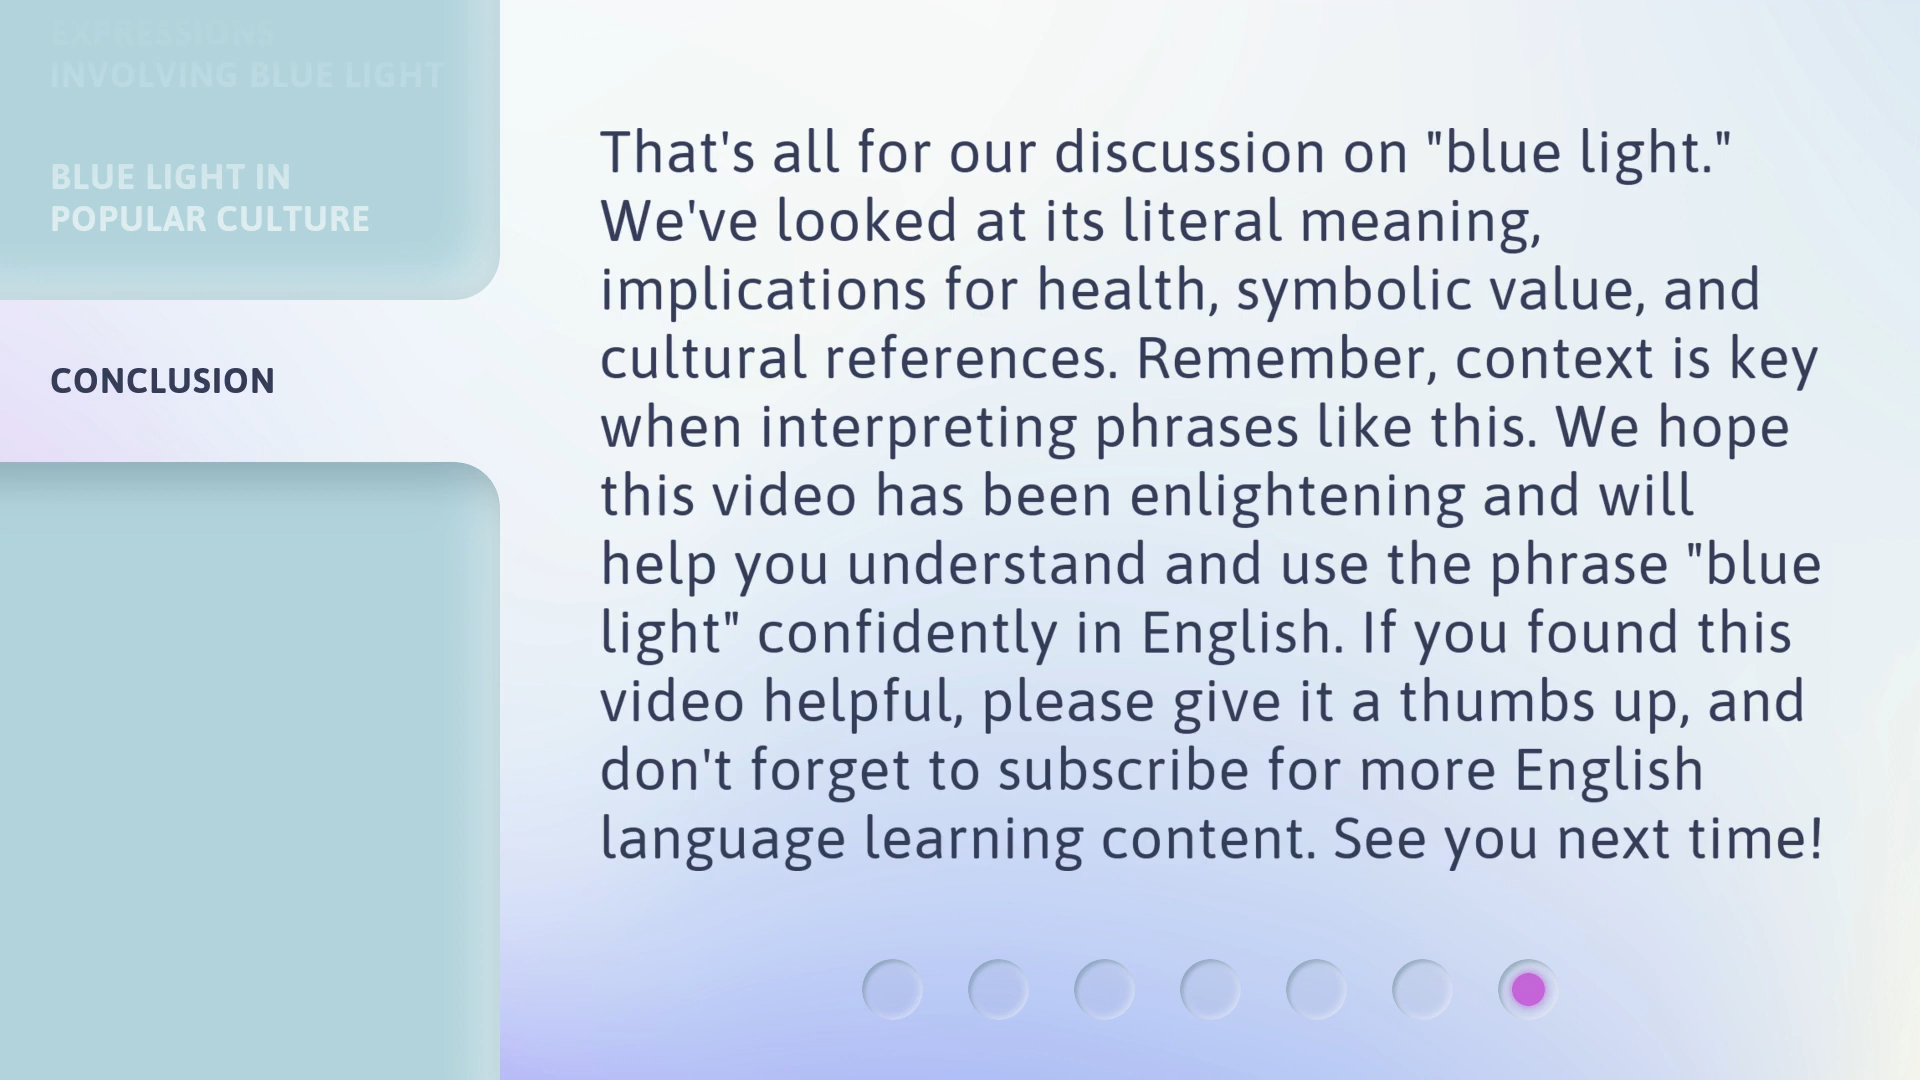 EXPRESSIONS
INVOLVING BLUE LIGHT
BLUE LIGHT IN
POPULAR CULTURE
CONCLUSION
That's all for our discussion on "blue light."
We've looked at its literal meaning,
implications for health, symbolic value, and
cultural references. Remember, context is key
when interpreting phrases like this. We hope
this video has been enlightening and will
help you understand and use the phrase "blue
light" confidently in English. If you found this
video helpful, please give it a thumbs up, and
don't forget to subscribe for more English
language learning content. See you next time!